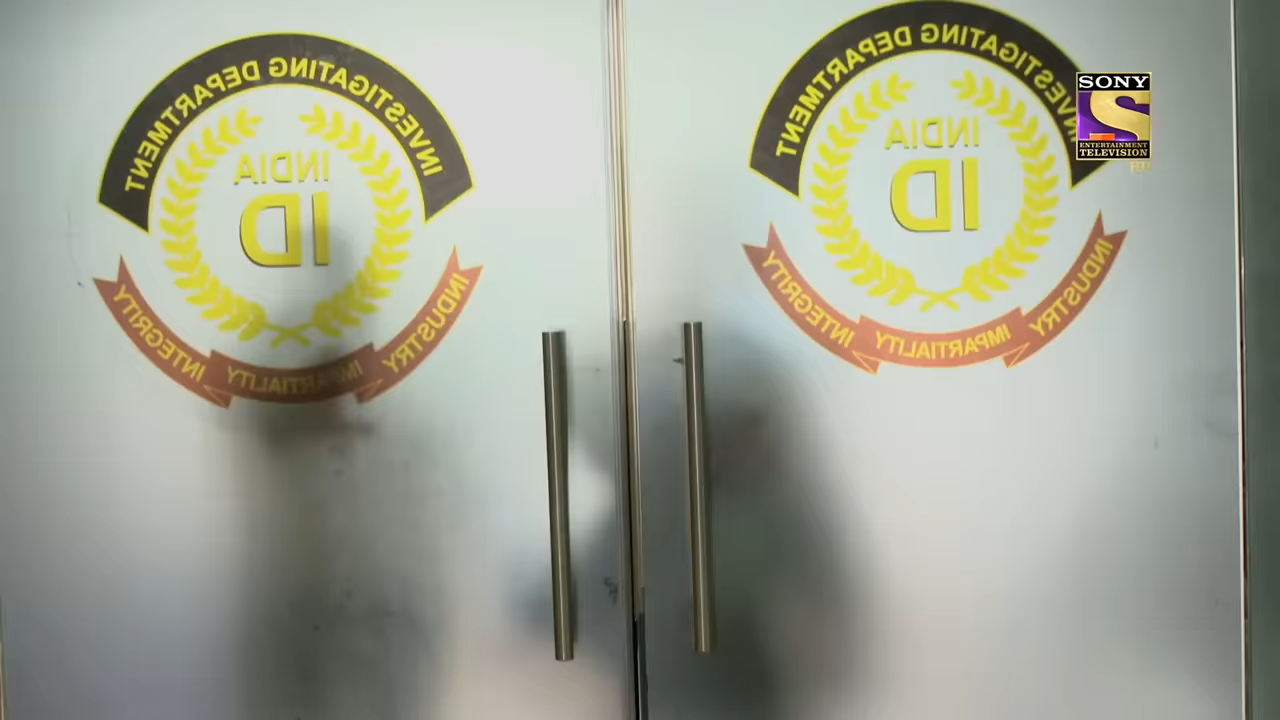 INVESTIGATING DEPARTMENT
INDIA
ID
INDUSTRY IMPARTIALITY INTEGRITY
INVESTIGATING DEPARTMENT
INDIA
ID
INDUSTRY IMPARTIALITY INTEGRITY
SONY
S
ENTERTAINMENT
TELEVISION